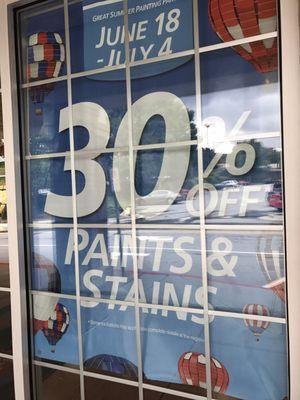 Great Summer Painting
JUNE 18
- JULY 4
30%
OFF
PAINTS &
STAINS